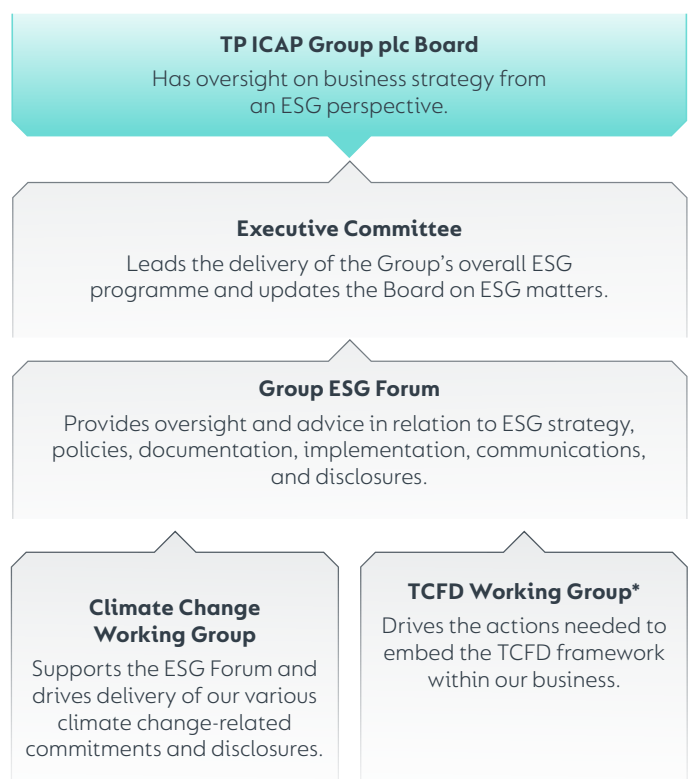 TP ICAP Group plc Board
Has oversight on business strategy from
an ESG perspective.
Executive Committee
Leads the delivery of the Group’s overall ESG
programme and updates the Board on ESG matters.
Group ESG Forum
Provides oversight and advice in relation to ESG strategy,
policies, documentation, implementation, communications,
and disclosures.
Climate Change
Working Group
Supports the ESG Forum and
drives delivery of our various
climate change-related
commitments and disclosures.
TCFD Working Group*
Drives the actions needed to
embed the TCFD framework
within our business.